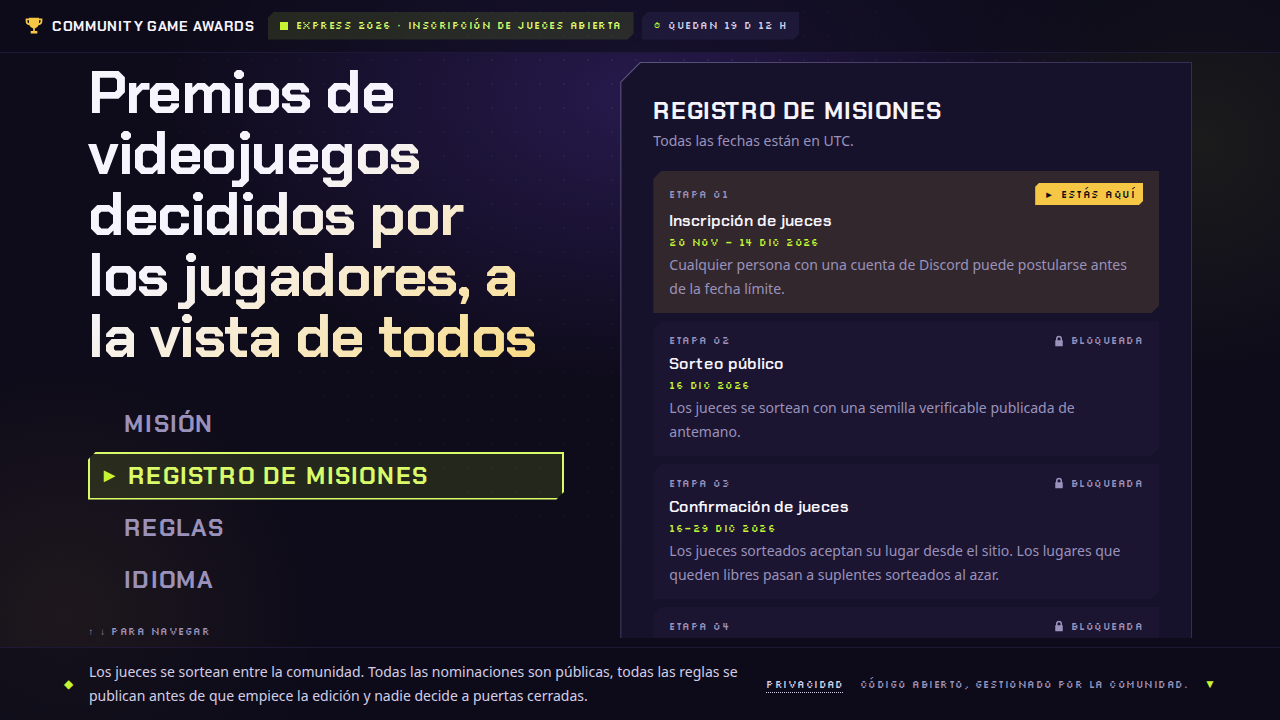 COMMUNITY GAME AWARDS
EXPRESS 2026 · INSCRIPCIÓN DE JUECES ABIERTA
QUEDAN 19 D 12 H
Premios de
videojuegos
decididos por
los jugadores, a
la vista de todos
MISIÓN
► REGISTRO DE MISIONES
REGLAS
IDIOMA
↑ ↓ PARA NAVEGAR
REGISTRO DE MISIONES
Todas las fechas están en UTC.
ETAPA 01
► ESTÁS AQUÍ
Inscripción de jueces
20 NOV – 14 DIC 2026
Cualquier persona con una cuenta de Discord puede postularse antes
de la fecha límite.
ETAPA 02
BLOQUEADA
Sorteo público
16 DIC 2026
Los jueces se sortean con una semilla verificable publicada de
antemano.
ETAPA 03
BLOQUEADA
Confirmación de jueces
16–29 DIC 2026
Los jueces sorteados aceptan su lugar desde el sitio. Los lugares que
queden libres pasan a suplentes sorteados al azar.
ETAPA 04
BLOQUEADA
Los jueces se sortean entre la comunidad. Todas las nominaciones son públicas, todas las reglas se
publican antes de que empiece la edición y nadie decide a puertas cerradas.
PRIVACIDAD
CÓDIGO ABIERTO, GESTIONADO POR LA COMUNIDAD.